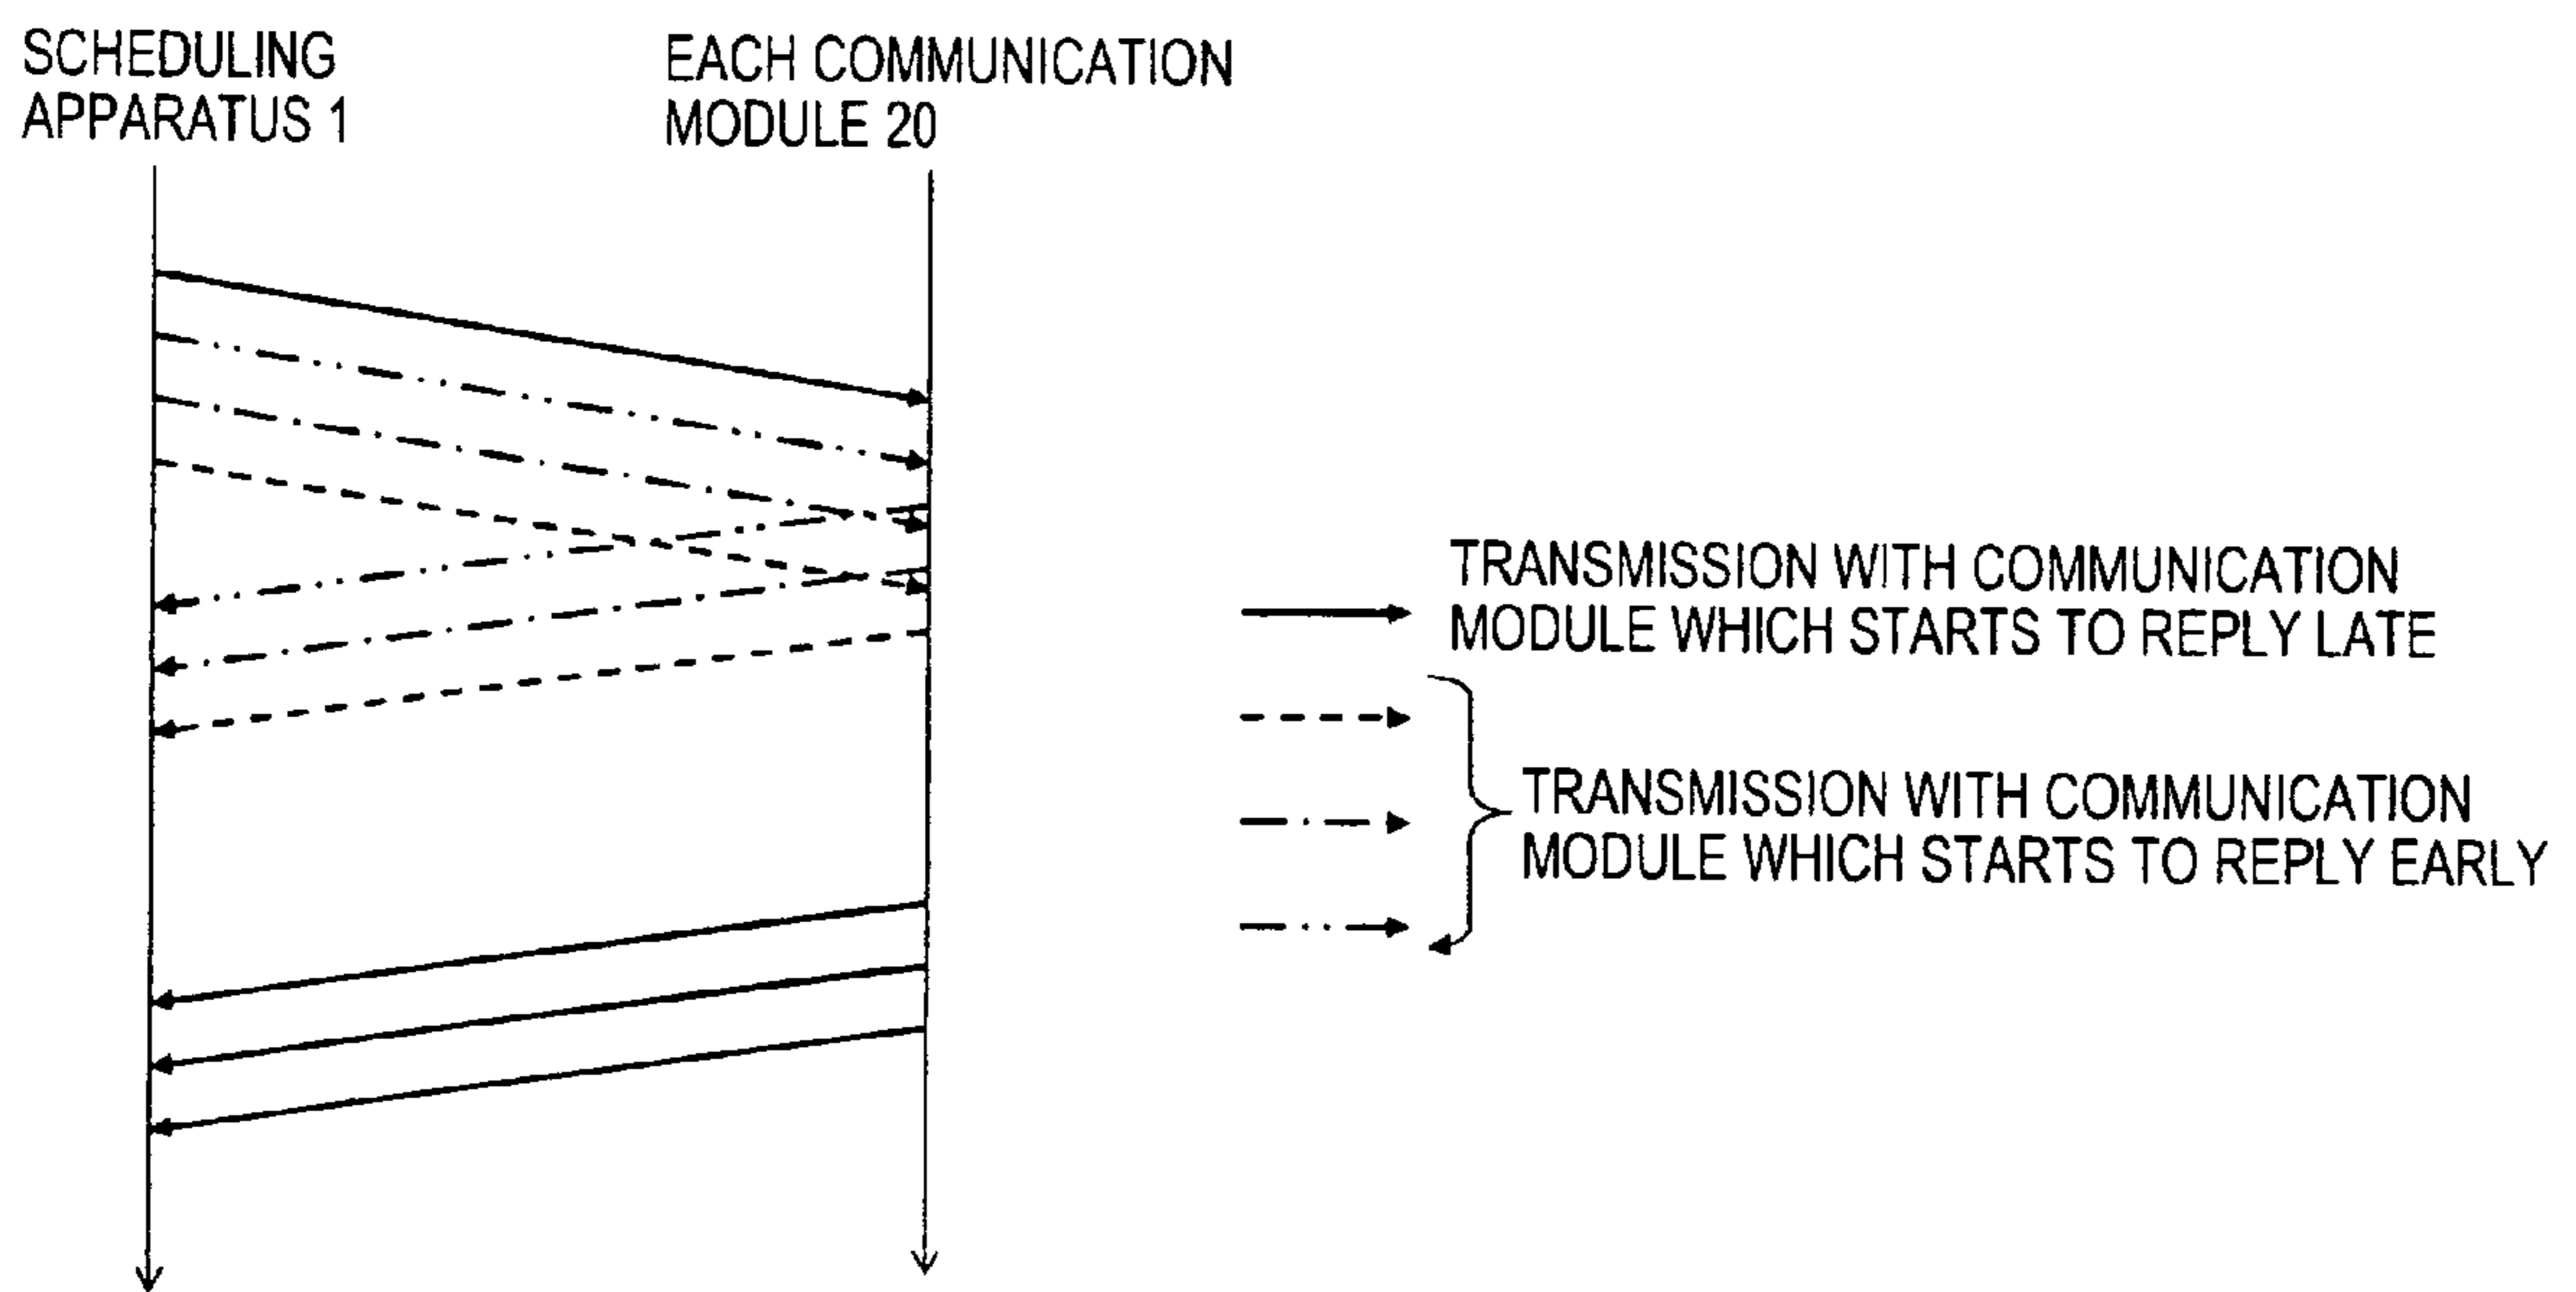 SCHEDULING
APPARATUS 1
EACH COMMUNICATION
MODULE 20
TRANSMISSION WITH COMMUNICATION
MODULE WHICH STARTS TO REPLY LATE
TRANSMISSION WITH COMMUNICATION
MODULE WHICH STARTS TO REPLY EARLY